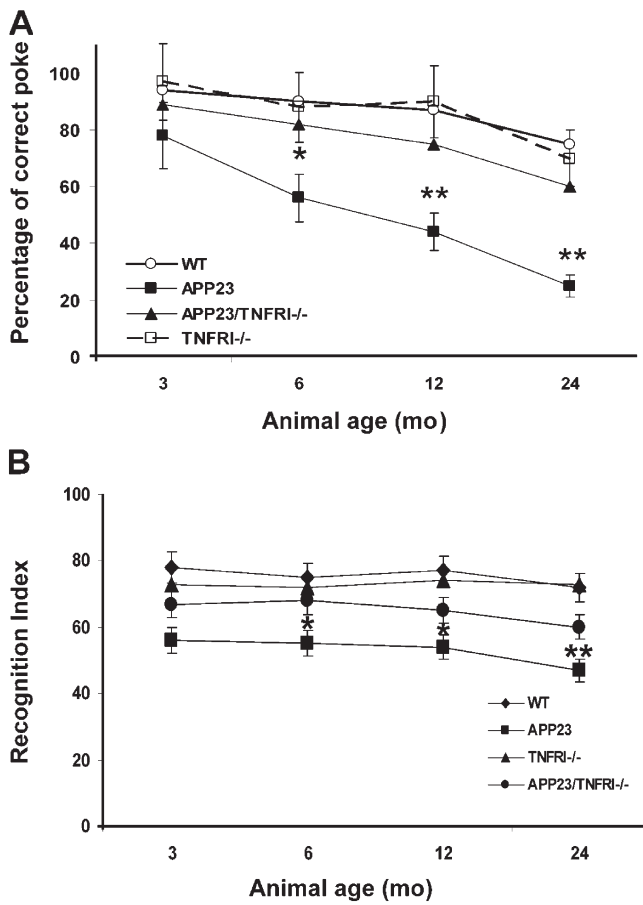 A
Percentage of correct poke
100
80
60
40
20
0
*
**
**
WT
APP23
APP23/TNFRI-/-
TNFRI-/-
3 6 12 24
Animal age (mo)
B
Recognition Index
100
80
60
40
20
0
*
*
**
WT
APP23
TNFRI-/-
APP23/TNFRI-/-
3 6 12 24
Animal age (mo)